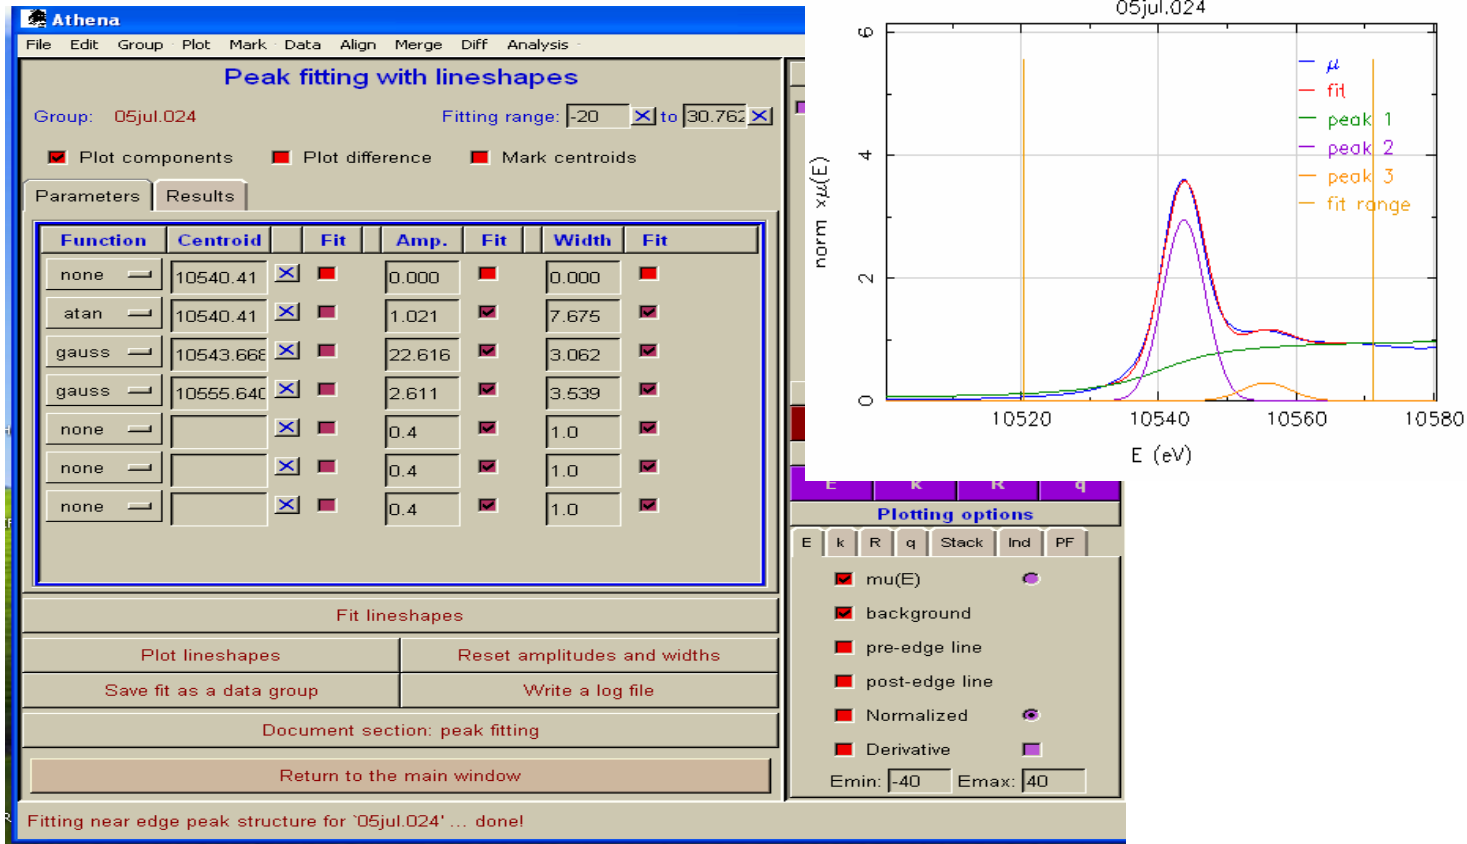 Athena
File Edit Group Plot Mark Data Align Merge Diff Analysis
Peak fitting with lineshapes
Group: 05jul.024 Fitting range: -20 to 30.762
Plot components Plot difference Mark centroids
Parameters Results
Function Centroid Fit Amp. Fit Width Fit
none 10540.41 0.000 0.000
atan 10540.41 1.021 7.675
gauss 10543.668 22.616 3.062
gauss 10555.640 2.611 3.539
none 0.4 1.0
none 0.4 1.0
none 0.4 1.0
Fit lineshapes
Plot lineshapes Reset amplitudes and widths
Save fit as a data group Write a log file
Document section: peak fitting
Return to the main window
Fitting near edge peak structure for `05jul.024' ... done!
05jul.024
norm xμ(E)
6
4
2
0
μ
fit
peak 1
peak 2
peak 3
fit range
10520 10540 10560 10580
E (eV)
E k R q
Plotting options
E k R q Stack Ind PF
mu(E)
background
pre-edge line
post-edge line
Normalized
Derivative
Emin: -40 Emax: 40